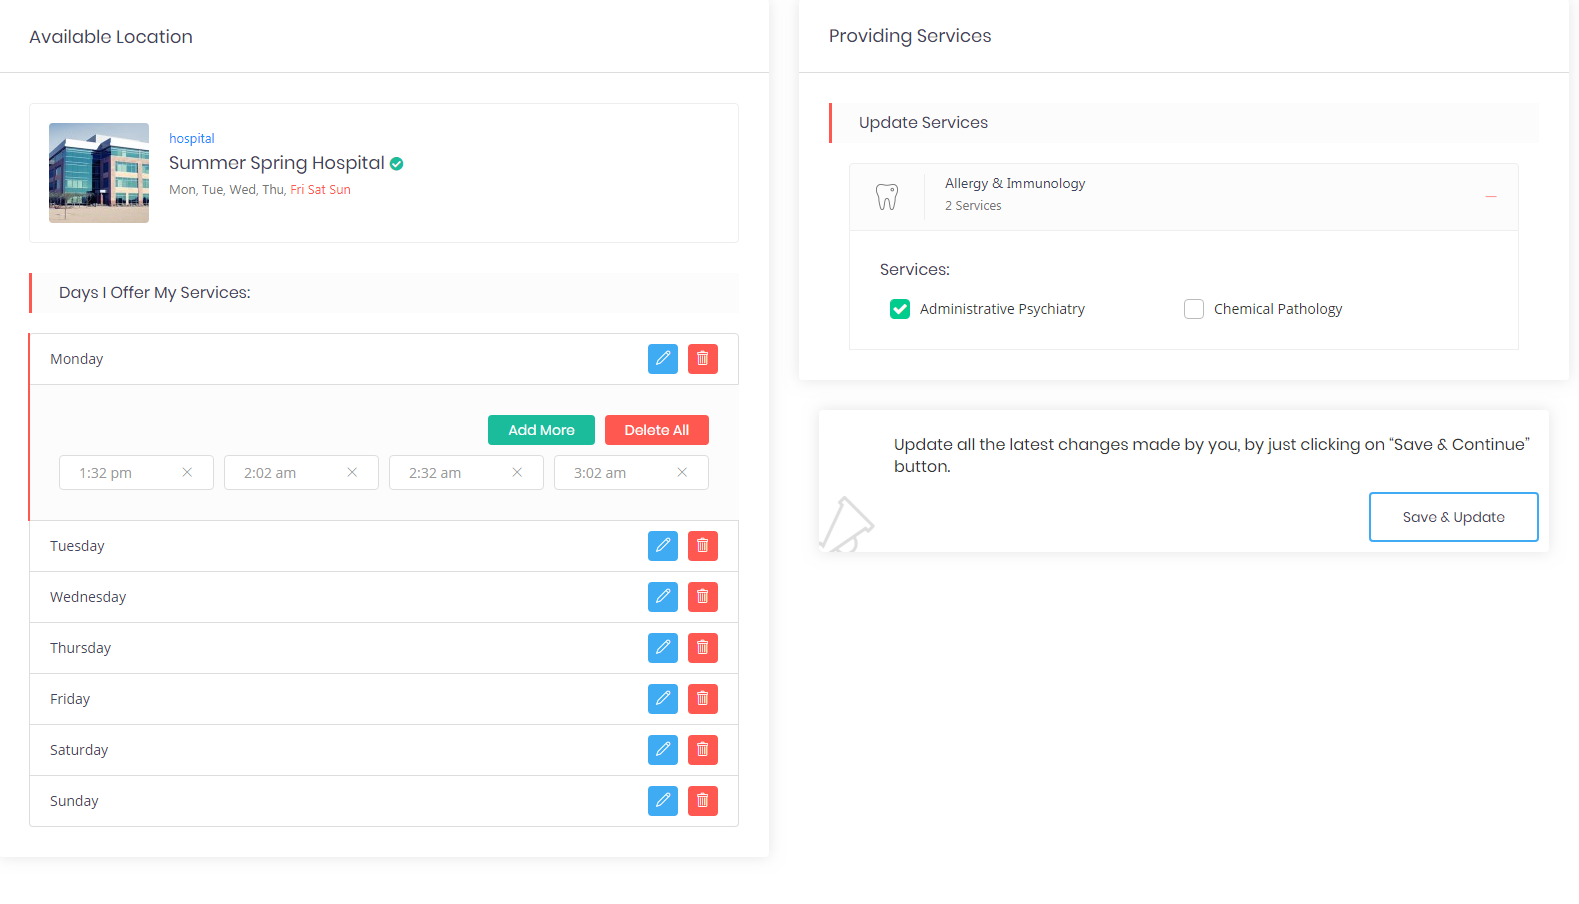 Available Location
hospital
Summer Spring Hospital
Mon, Tue, Wed, Thu, Fri Sat Sun
Days I Offer My Services:
Monday
Add More
Delete All
1:32 pm
2:02 am
2:32 am
3:02 am
Tuesday
Wednesday
Thursday
Friday
Saturday
Sunday
Providing Services
Update Services
Allergy & Immunology
2 Services
Services:
Administrative Psychiatry
Chemical Pathology
Update all the latest changes made by you, by just clicking on “Save & Continue”
button.
Save & Update